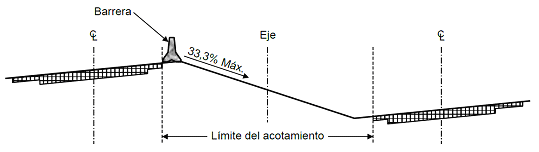 Barrera
℄
Eje
℄
33,3% Máx.
Límite del acotamiento